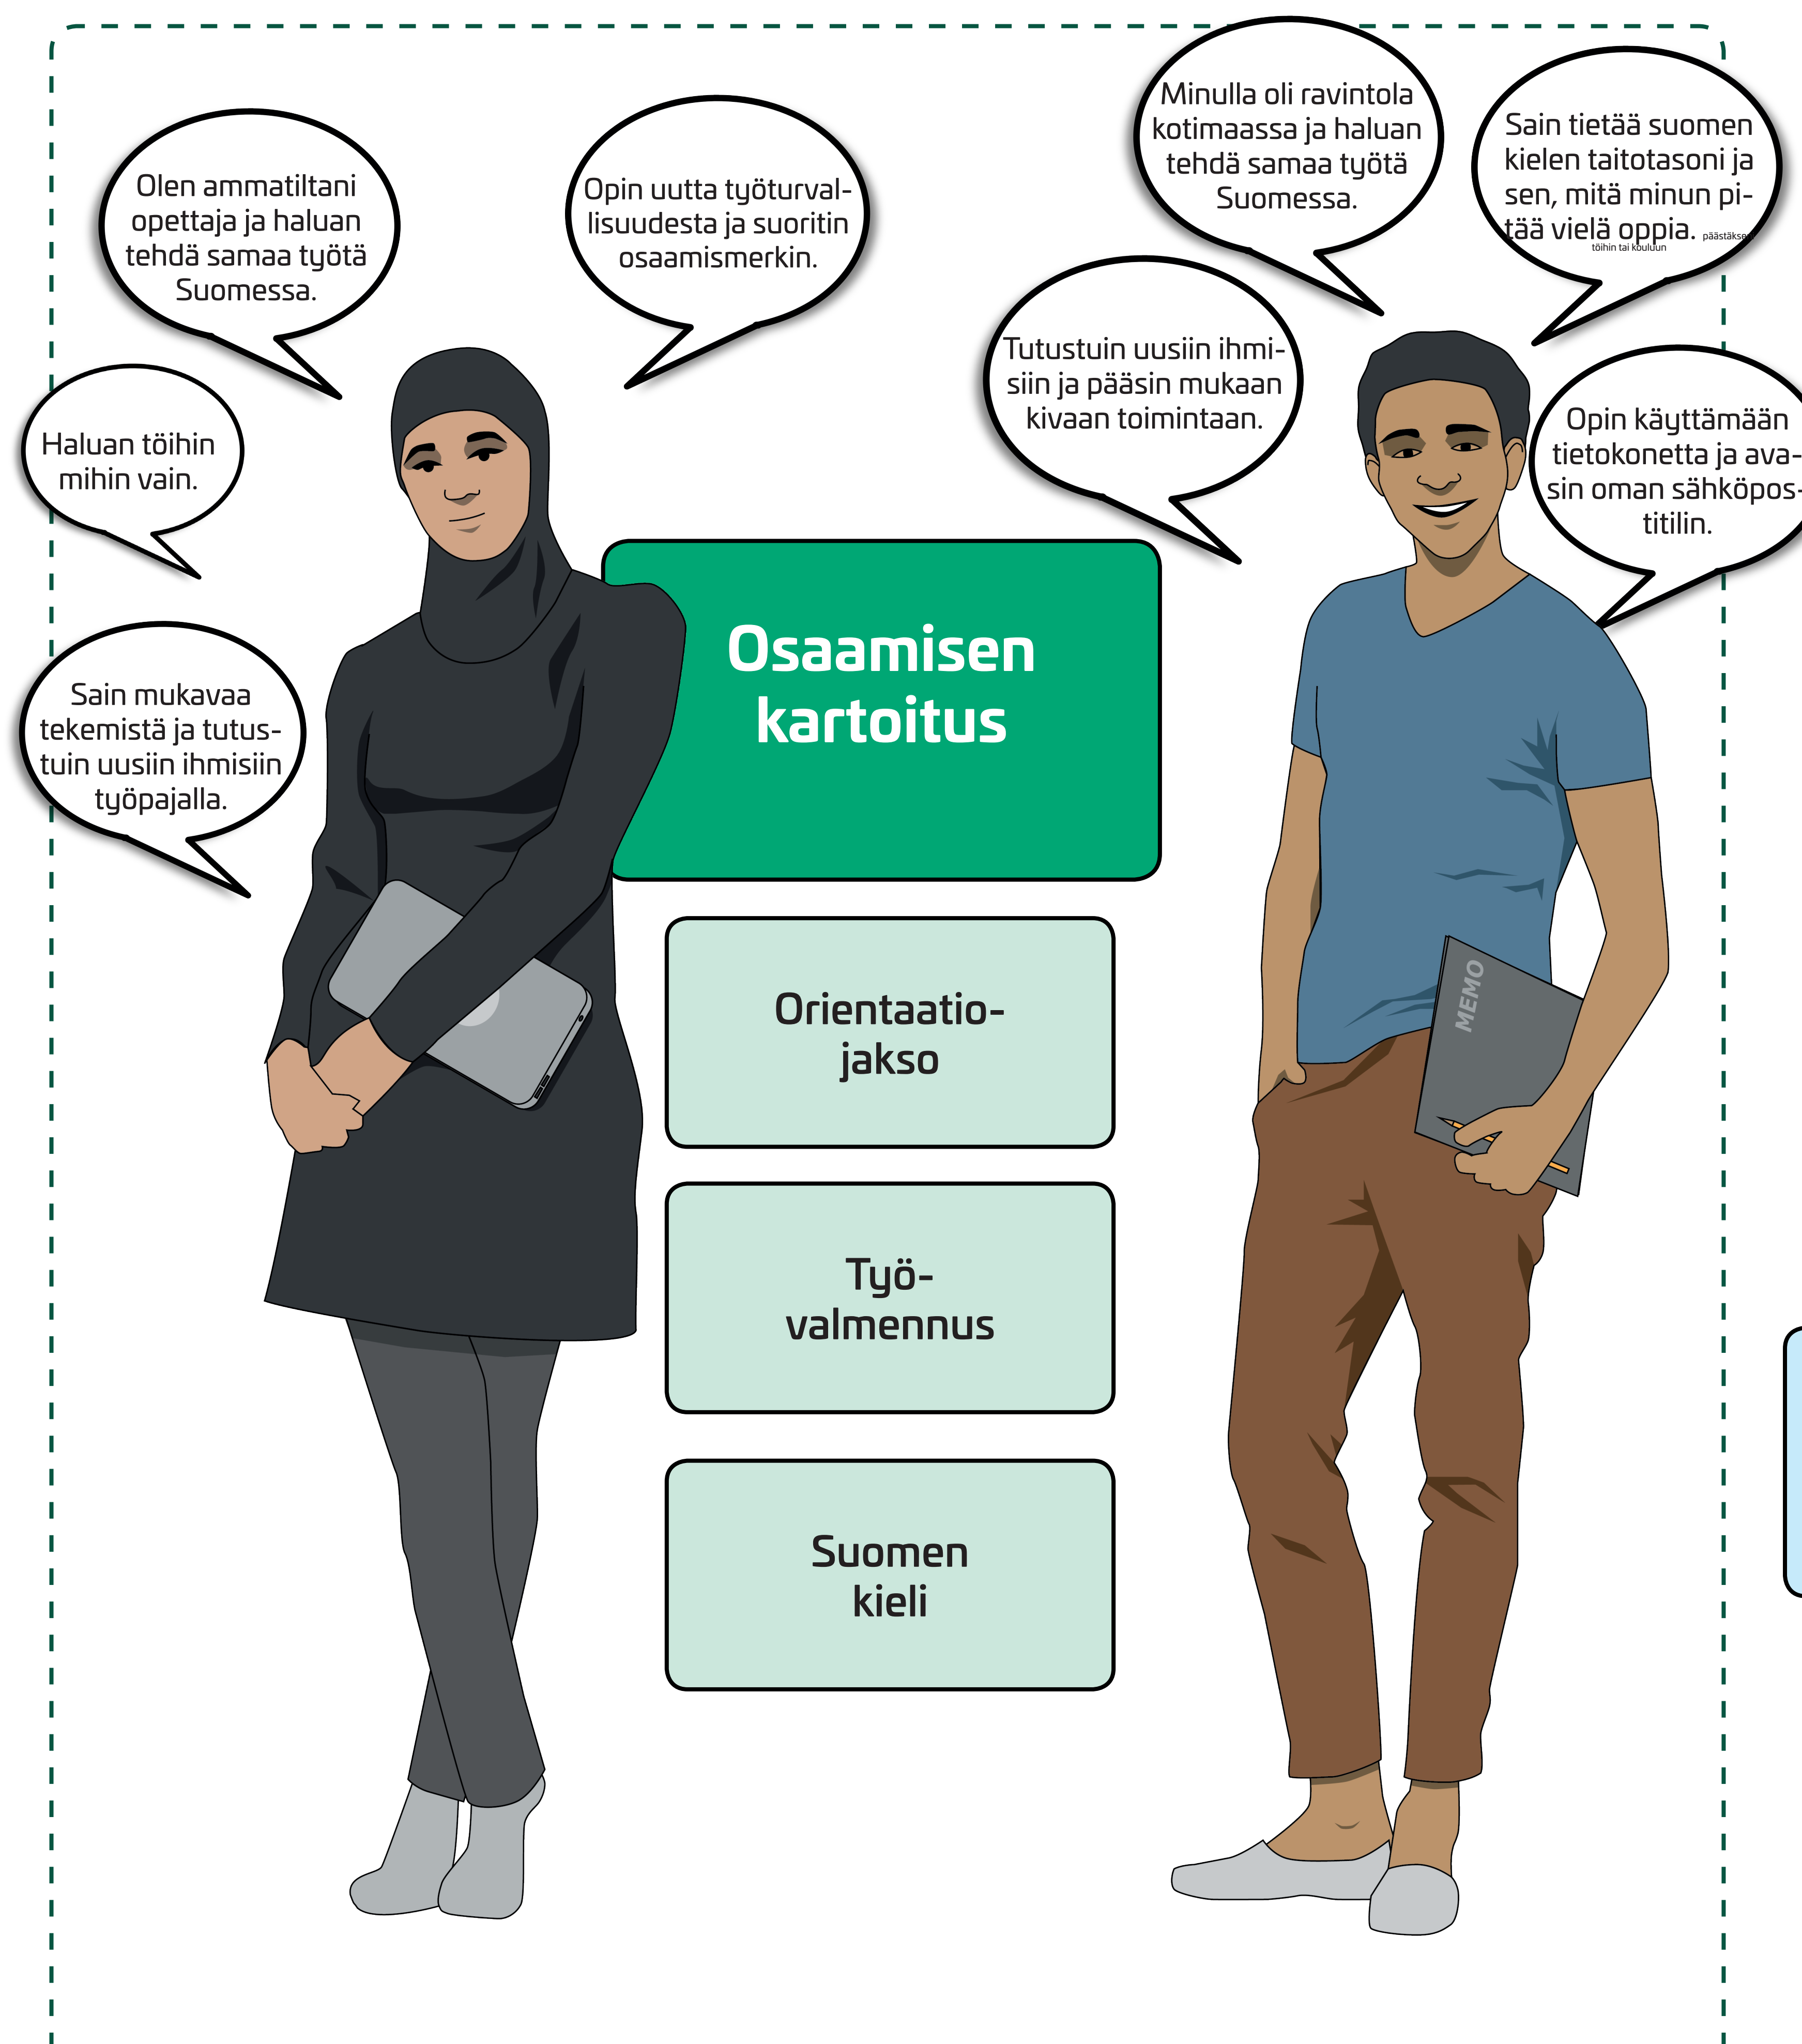 Olen ammatiltani
opettaja ja haluan
tehdä samaa työtä
Suomessa.
Opin uutta työturval-
lisuudesta ja suoritin
osaamismerkin.
Minulla oli ravintola
kotimaassa ja haluan
tehdä samaa työtä
Suomessa.
Sain tietää suomen
kielen taitotasoni ja
sen, mitä minun pi-
tää vielä oppia. päästäkse
töihin tai kouluun
Haluan töihin
mihin vain.
Tutustuin uusiin ihmi-
siin ja pääsin mukaan
kivaan toimintaan.
Opin käyttämään
tietokonetta ja ava-
sin oman sähköpos-
titilin.
Sain mukavaa
tekemistä ja tutus-
tuin uusiin ihmisiin
työpajalla.
Osaamisen
kartoitus
Orientaatio-
jakso
MEMO
Työ-
valmennus
Suomen
kieli